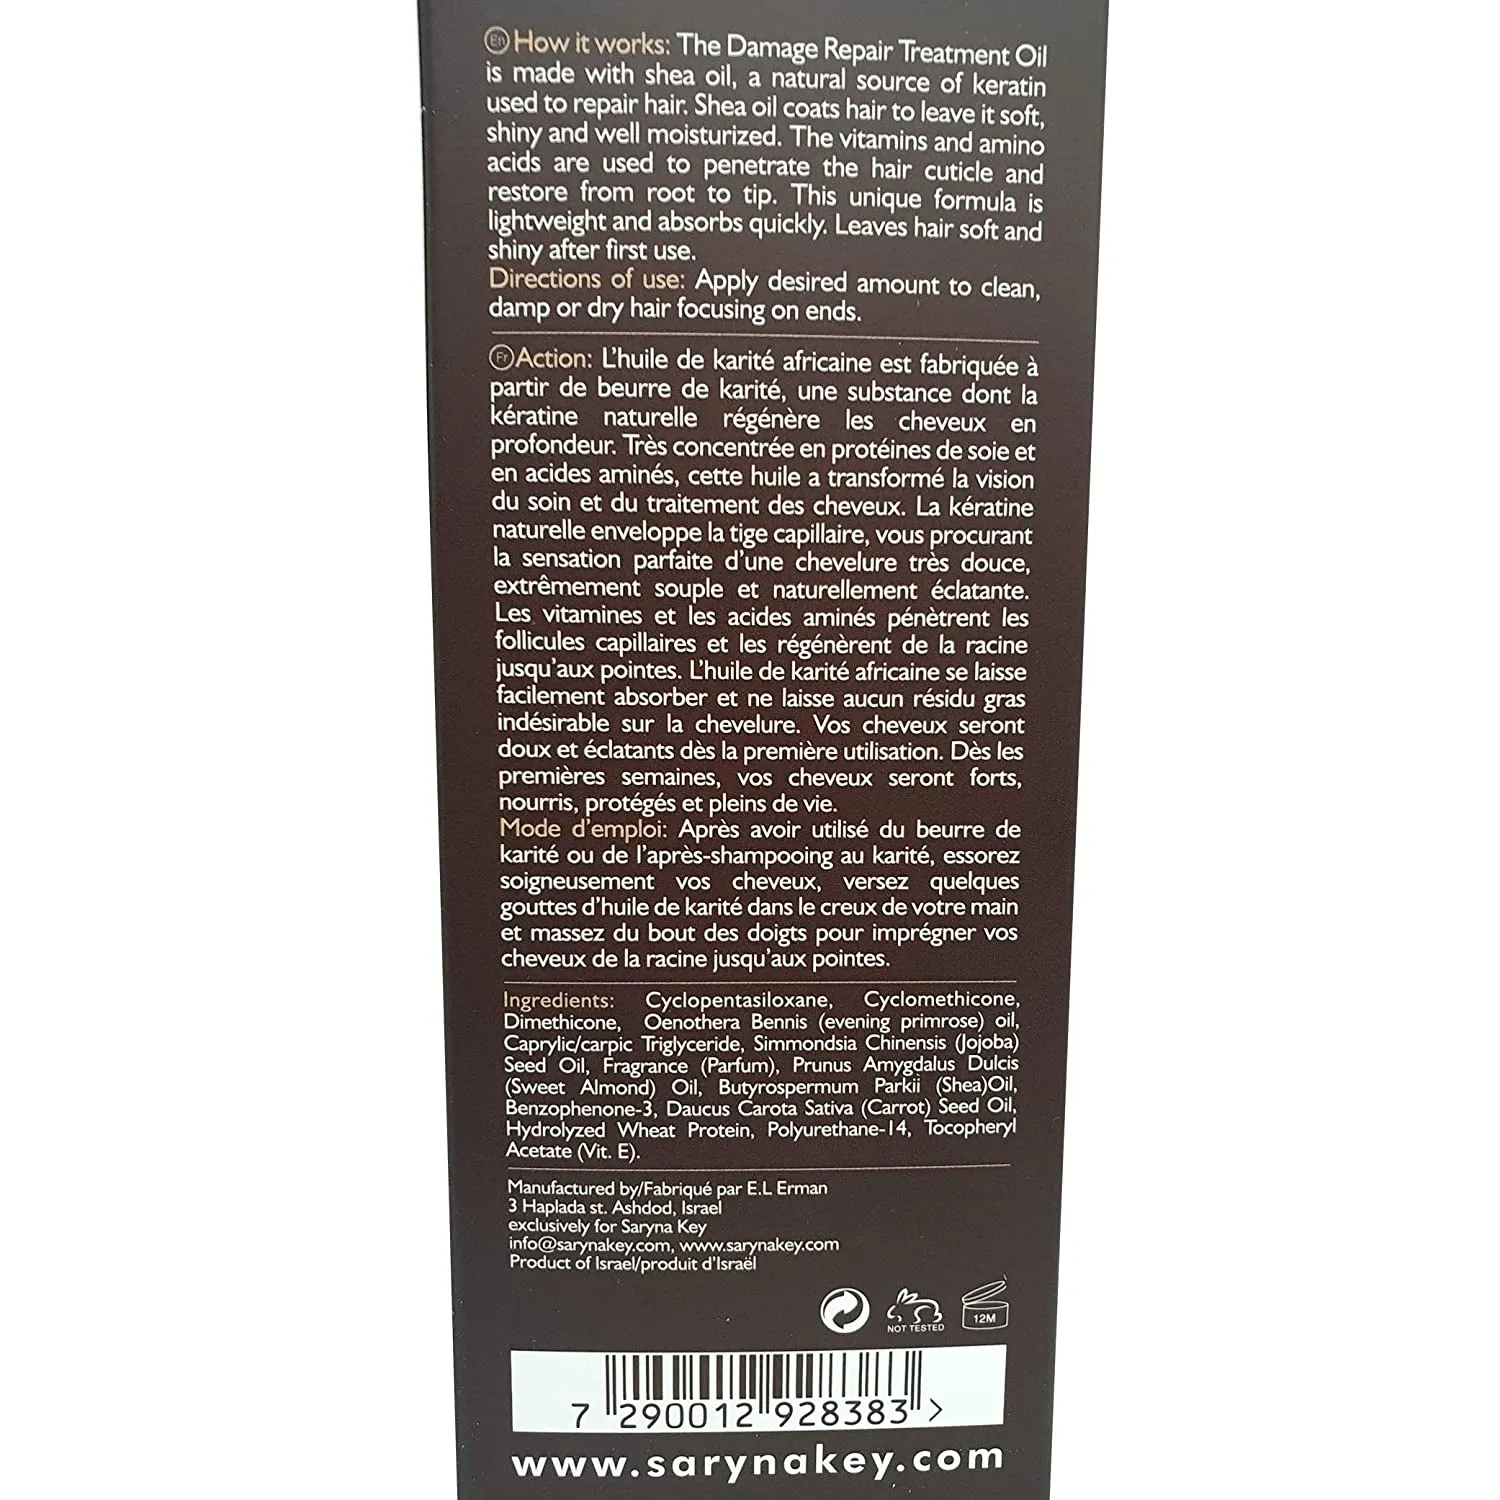 En How it works: The Damage Repair Treatment Oil
is made with shea oil, a natural source of keratin
used to repair hair. Shea oil coats hair to leave it soft,
shiny and well moisturized. The vitamins and amino
acids are used to penetrate the hair cuticle and
restore from root to tip. This unique formula is
lightweight and absorbs quickly. Leaves hair soft and
shiny after first use.
Directions of use: Apply desired amount to clean,
damp or dry hair focusing on ends.
Fr Action: L'huile de karité africaine est fabriquée à
partir de beurre de karité, une substance dont la
kératine naturelle régénère les cheveux en
profondeur. Très concentrée en protéines de soie et
en acides aminés, cette huile a transformé la vision
du soin et du traitement des cheveux. La kératine
naturelle enveloppe la tige capillaire, vous procurant
la sensation parfaite d'une chevelure très douce,
extrêmement souple et naturellement éclatante.
Les vitamines et les acides aminés pénètrent les
follicules capillaires et les régénèrent de la racine
jusqu'aux pointes. L'huile de karité africaine se laisse
facilement absorber et ne laisse aucun résidu gras
indésirable sur la chevelure. Vos cheveux seront
doux et éclatants dès la première utilisation. Dès les
premières semaines, vos cheveux seront forts,
nourris, protégés et pleins de vie.
Mode d'emploi: Après avoir utilisé du beurre de
karité ou de l'après-shampooing au karité, essorez
soigneusement vos cheveux, versez quelques
gouttes d'huile de karité dans le creux de votre main
et massez du bout des doigts pour imprégner vos
cheveux de la racine jusqu'aux pointes.
Ingredients: Cyclopentasiloxane, Cyclomethicone,
Dimethicone, Oenothera Bennis (evening primrose) oil,
Caprylic/carpic Triglyceride, Simmondsia Chinensis (Jojoba)
Seed Oil, Fragrance (Parfum), Prunus Amygdalus Dulcis
(Sweet Almond) Oil, Butyrospermum Parkii (Shea)Oil,
Benzophenone-3, Daucus Carota Sativa (Carrot) Seed Oil,
Hydrolyzed Wheat Protein, Polyurethane-14, Tocopheryl
Acetate (Vit. E).
Manufactured by/Fabriqué par E.L Erman
3 Haplada st. Ashdod, Israel
exclusively for Saryna Key
info@sarynakey.com, www.sarynakey.com
Product of Israel/produit d'Israël
NOT TESTED
12M
7 290012 928383 >
www.sarynakey.com